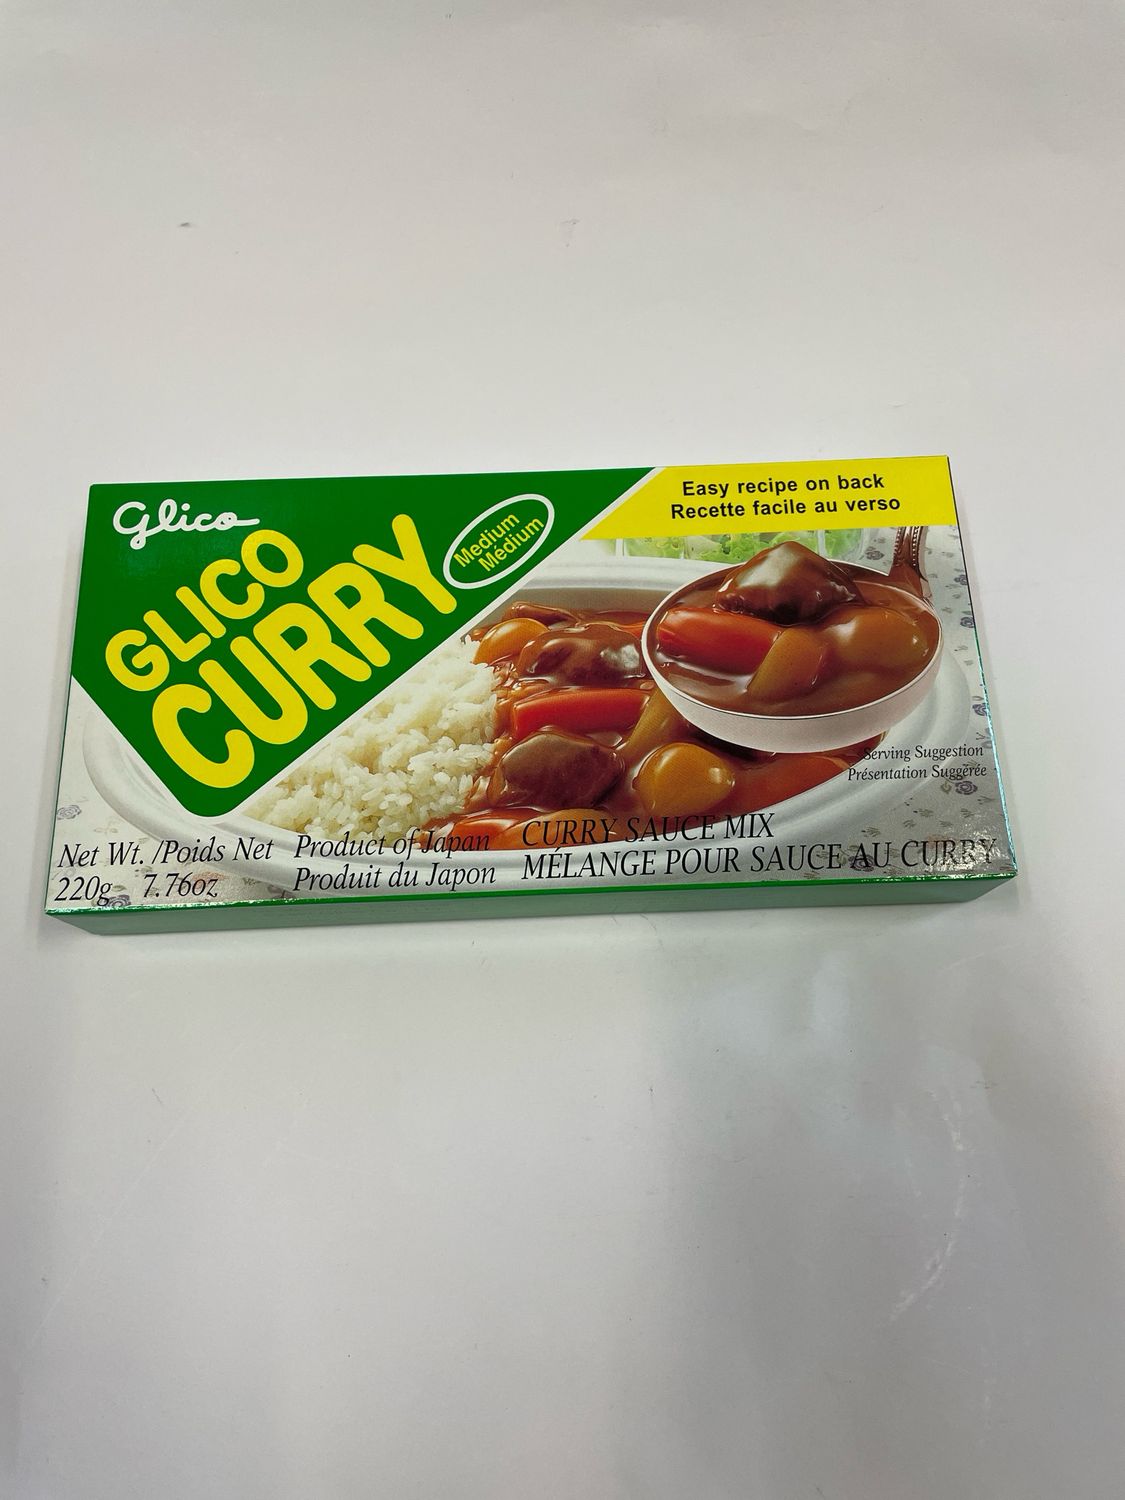 Glico
GLICO
CURRY
Medium
Médium
Easy recipe on back
Recette facile au verso
Serving Suggestion
Présentation Suggérée
Net Wt. /Poids Net
220g 7.76oz
Product of Japan
Produit du Japon
CURRY SAUCE MIX
MÉLANGE POUR SAUCE AU CURRY